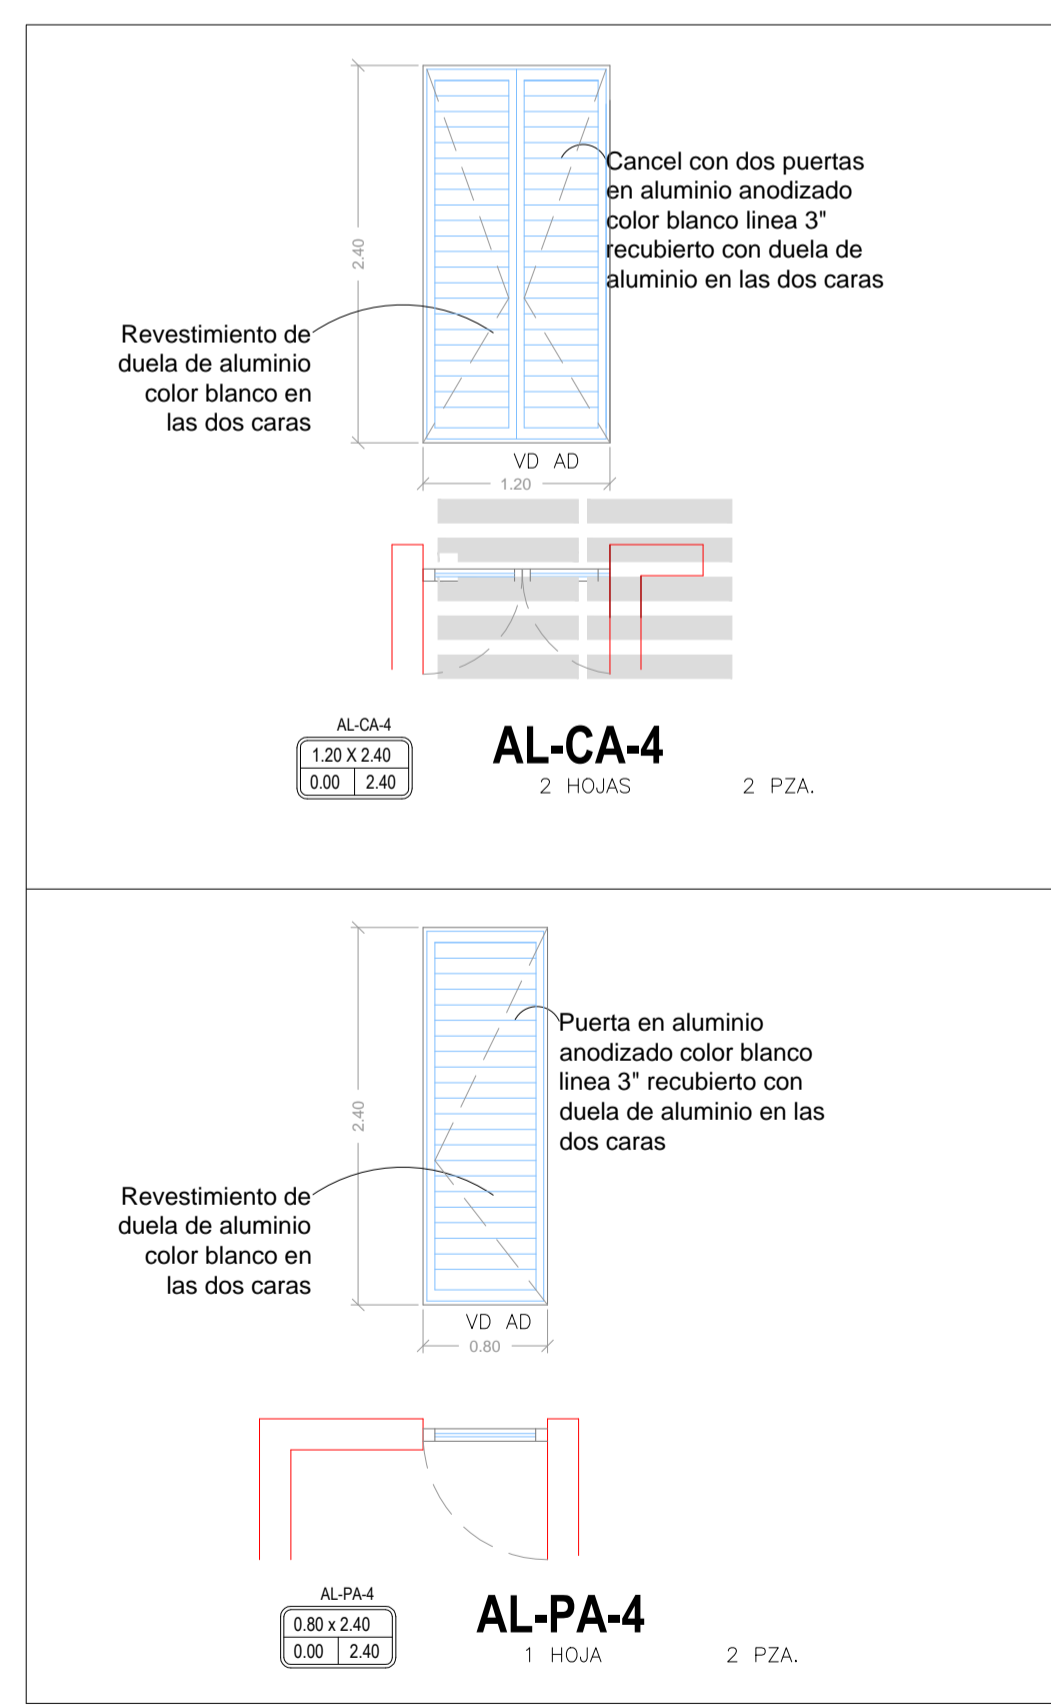 Cancel con dos puertas
en aluminio anodizado
color blanco linea 3"
recubierto con duela de
aluminio en las dos caras
2.40
Revestimiento de
duela de aluminio
color blanco en
las dos caras
VD AD
1.20
AL-CA-4
1.20 X 2.40
0.00 2.40
AL-CA-4
2 HOJAS 2 PZA.
Puerta en aluminio
anodizado color blanco
linea 3" recubierto con
duela de aluminio en las
dos caras
2.40
Revestimiento de
duela de aluminio
color blanco en
las dos caras
VD AD
0.80
AL-PA-4
0.80 x 2.40
0.00 2.40
AL-PA-4
1 HOJA 2 PZA.